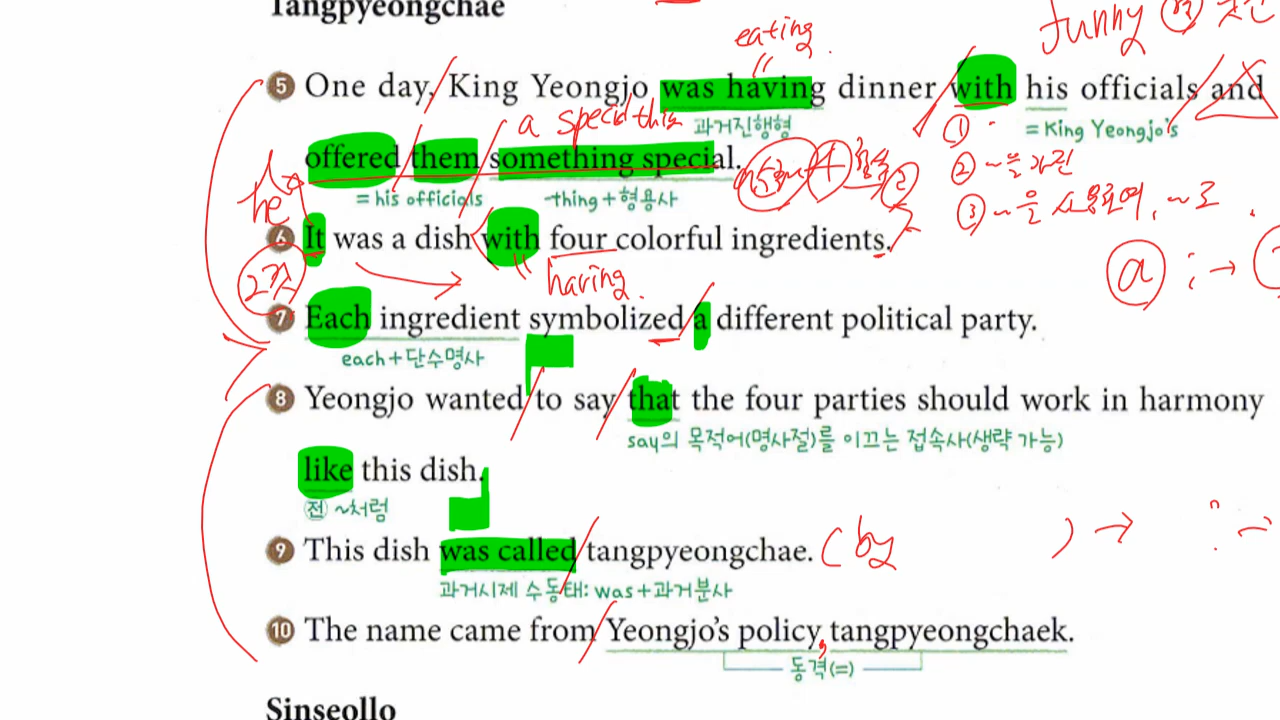 Tangpyeongchae
funny
eating
⑤ One day, King Yeongjo was having dinner with his officials and
a special
과거진행형
①
= King Yeongjo's
offered them something special.
② ~을 가진
he
= his officials
-thing+형용사
③ ~을 사용하여, ~로
⑥ It was a dish with four colorful ingredients.
having
ⓐ : →
⑦ Each ingredient symbolized a different political party.
each+단수명사
⑧ Yeongjo wanted to say that the four parties should work in harmony
say의 목적어(명사절)를 이끄는 접속사(생략 가능)
like this dish.
전 ~처럼
⑨ This dish was called tangpyeongchae. (by ) →
과거시제 수동태: was+과거분사
⑩ The name came from Yeongjo's policy, tangpyeongchaek.
동격(=)
Sinseollo